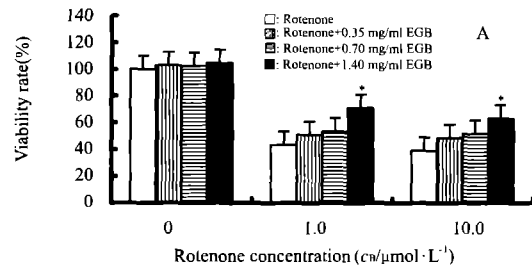 : Rotenone
: Rotenone+0.35 mg/ml EGB
: Rotenone+0.70 mg/ml EGB
: Rotenone+1.40 mg/ml EGB
A
Viability rate(%)
140
120
100
80
60
40
20
0
*
*
0 1.0 10.0
Rotenone concentration (cB/μmol·L⁻¹)